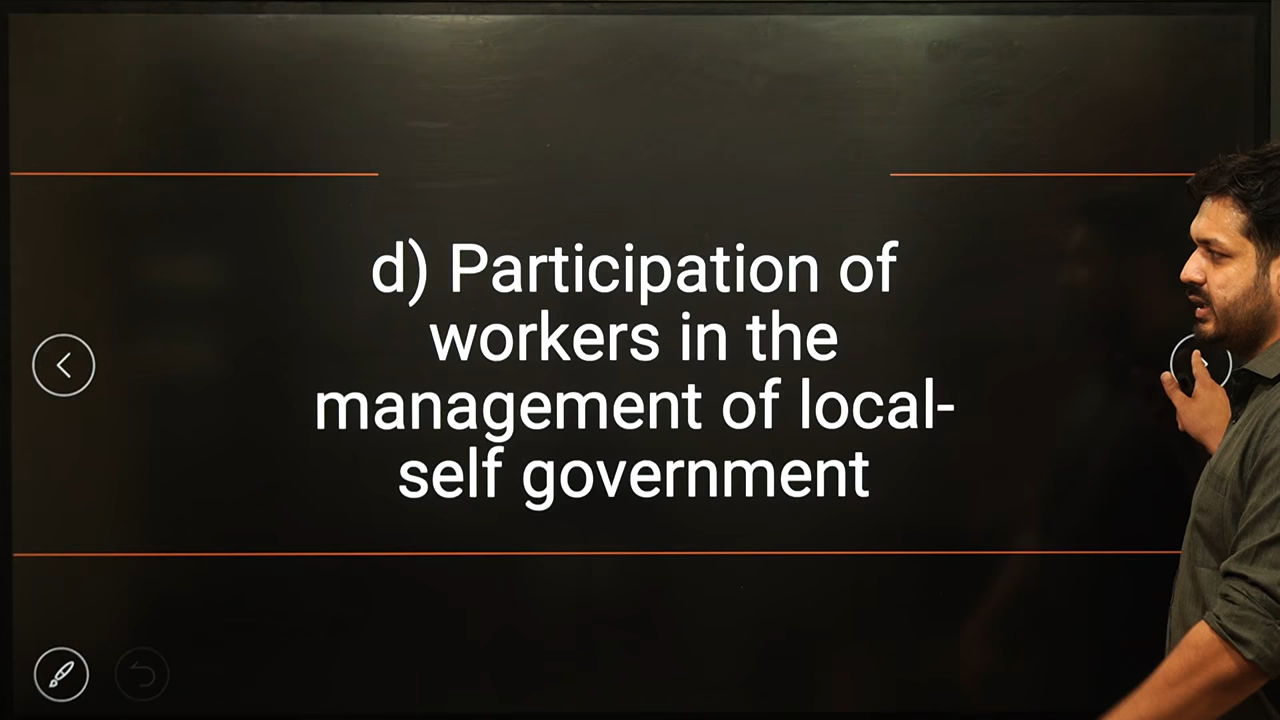 d) Participation of
workers in the
management of local-
self government